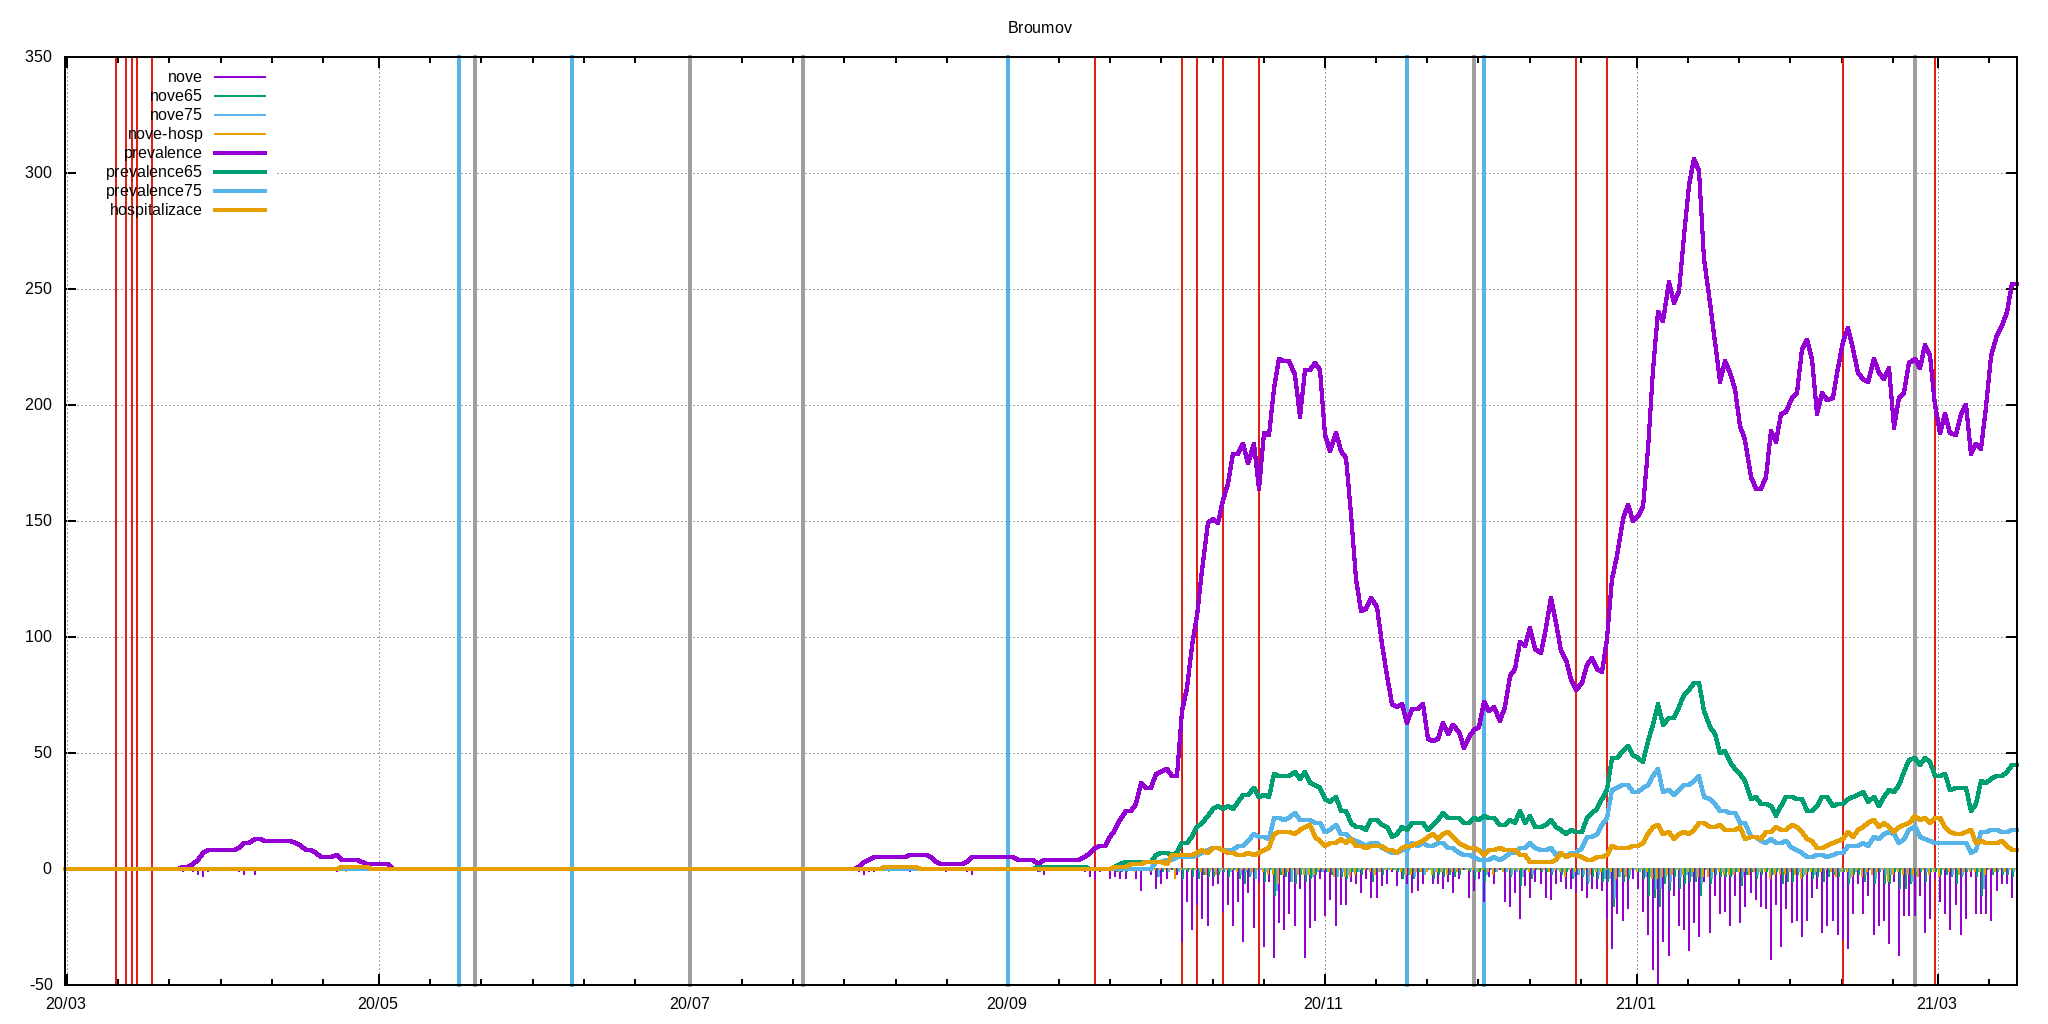 Broumov
350
300
250
200
150
100
50
0
-50
nove
nove65
nove75
nove-hosp
prevalence
prevalence65
prevalence75
hospitalizace
20/03 20/05 20/07 20/09 20/11 21/01 21/03